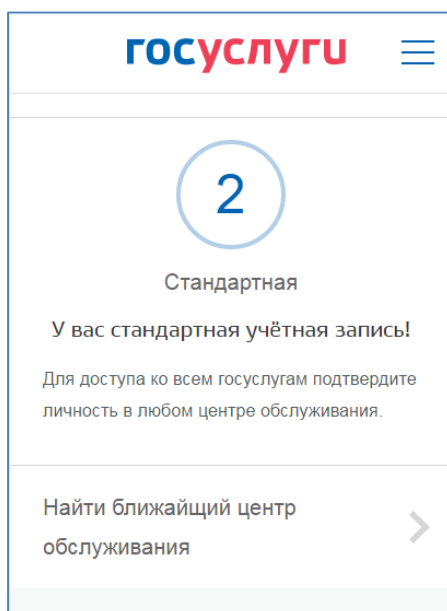 госуслуги
2
Стандартная
У вас стандартная учётная запись!
Для доступа ко всем госуслугам подтвердите
личность в любом центре обслуживания.
Найти ближайщий центр
обслуживания